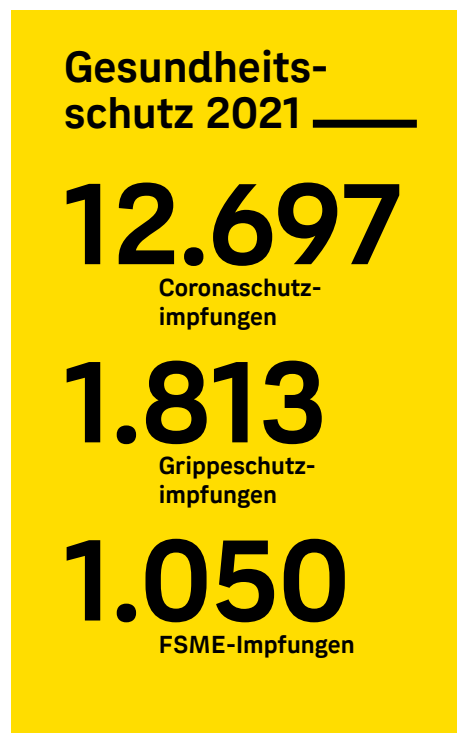 Gesundheits-
schutz 2021
12.697
Coronaschutz-
impfungen
1.813
Grippeschutz-
impfungen
1.050
FSME-Impfungen